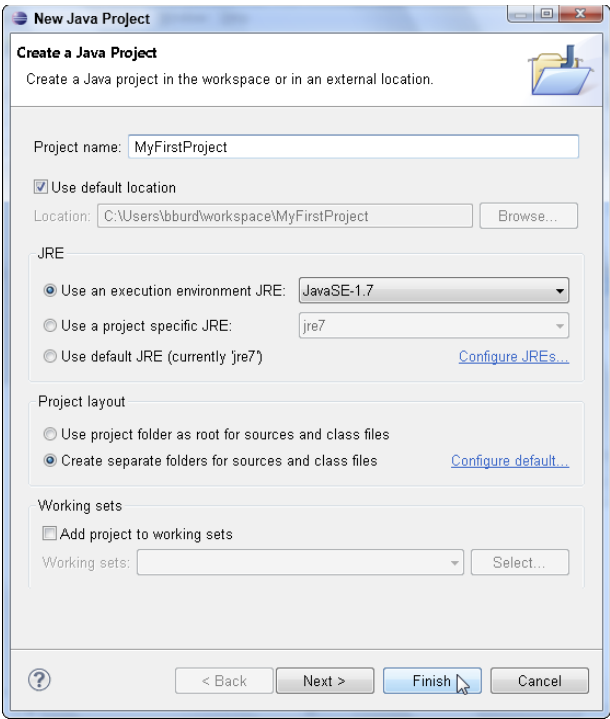 New Java Project
Create a Java Project
Create a Java project in the workspace or in an external location.
Project name: MyFirstProject
Use default location
Location: C:\Users\bburd\workspace\MyFirstProject Browse...
JRE
Use an execution environment JRE: JavaSE-1.7
Use a project specific JRE: jre7
Use default JRE (currently 'jre7') Configure JREs...
Project layout
Use project folder as root for sources and class files
Create separate folders for sources and class files Configure default...
Working sets
Add project to working sets
Working sets: Select...
? < Back Next > Finish Cancel